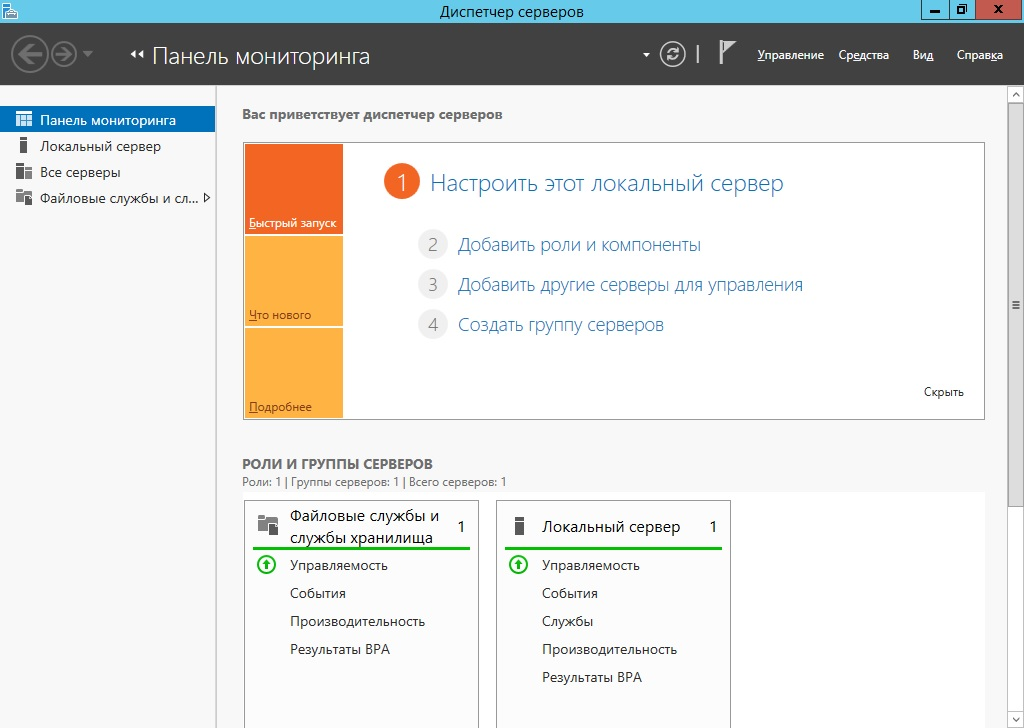 Диспетчер серверов
Панель мониторинга
Управление Средства Вид Справка
Панель мониторинга
Локальный сервер
Все серверы
Файловые службы и сл...
Вас приветствует диспетчер серверов
Быстрый запуск
Что нового
Подробнее
1 Настроить этот локальный сервер
2 Добавить роли и компоненты
3 Добавить другие серверы для управления
4 Создать группу серверов
Скрыть
РОЛИ И ГРУППЫ СЕРВЕРОВ
Роли: 1 | Группы серверов: 1 | Всего серверов: 1
Файловые службы и
службы хранилища 1
Управляемость
События
Производительность
Результаты BPA
Локальный сервер 1
Управляемость
События
Службы
Производительность
Результаты BPA